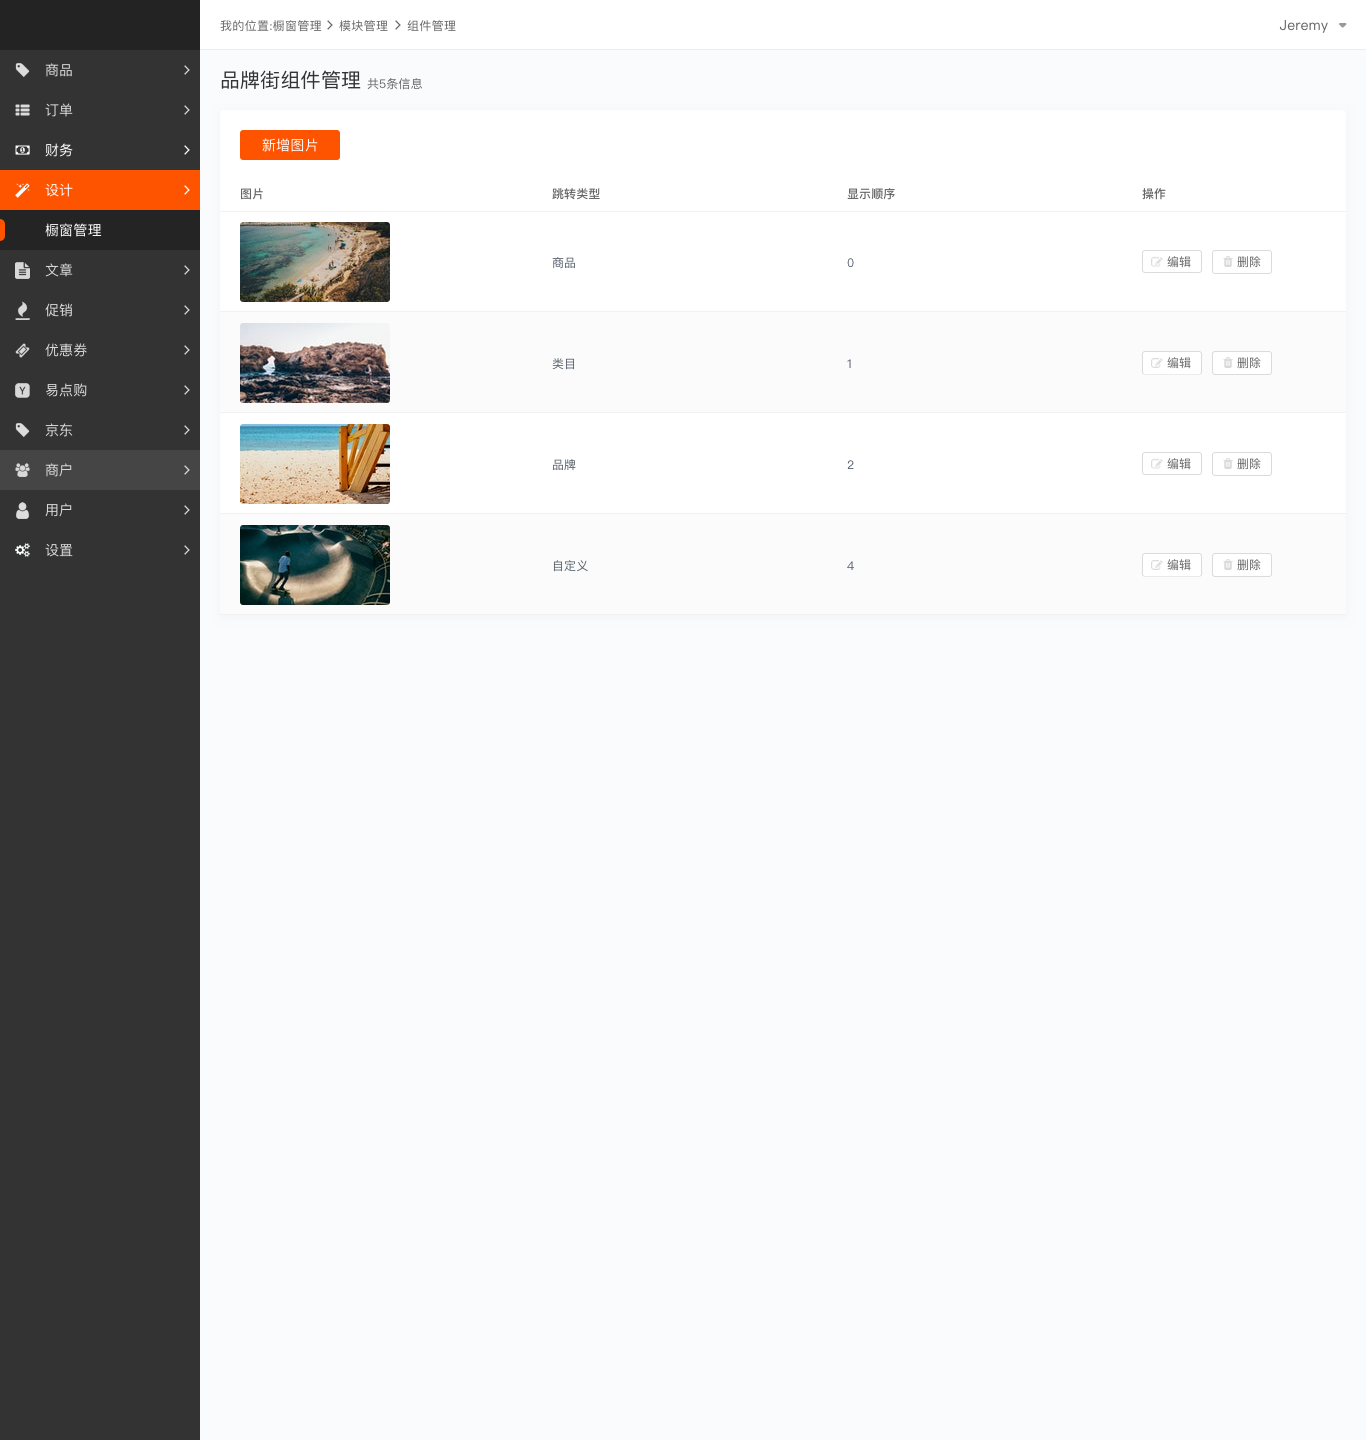 我的位置:橱窗管理 > 模块管理 > 组件管理
Jeremy
商品
订单
财务
设计
橱窗管理
文章
促销
优惠券
易点购
京东
商户
用户
设置
品牌街组件管理 共5条信息
新增图片
图片 跳转类型 显示顺序 操作
商品 0 编辑 删除
类目 1 编辑 删除
品牌 2 编辑 删除
自定义 4 编辑 删除